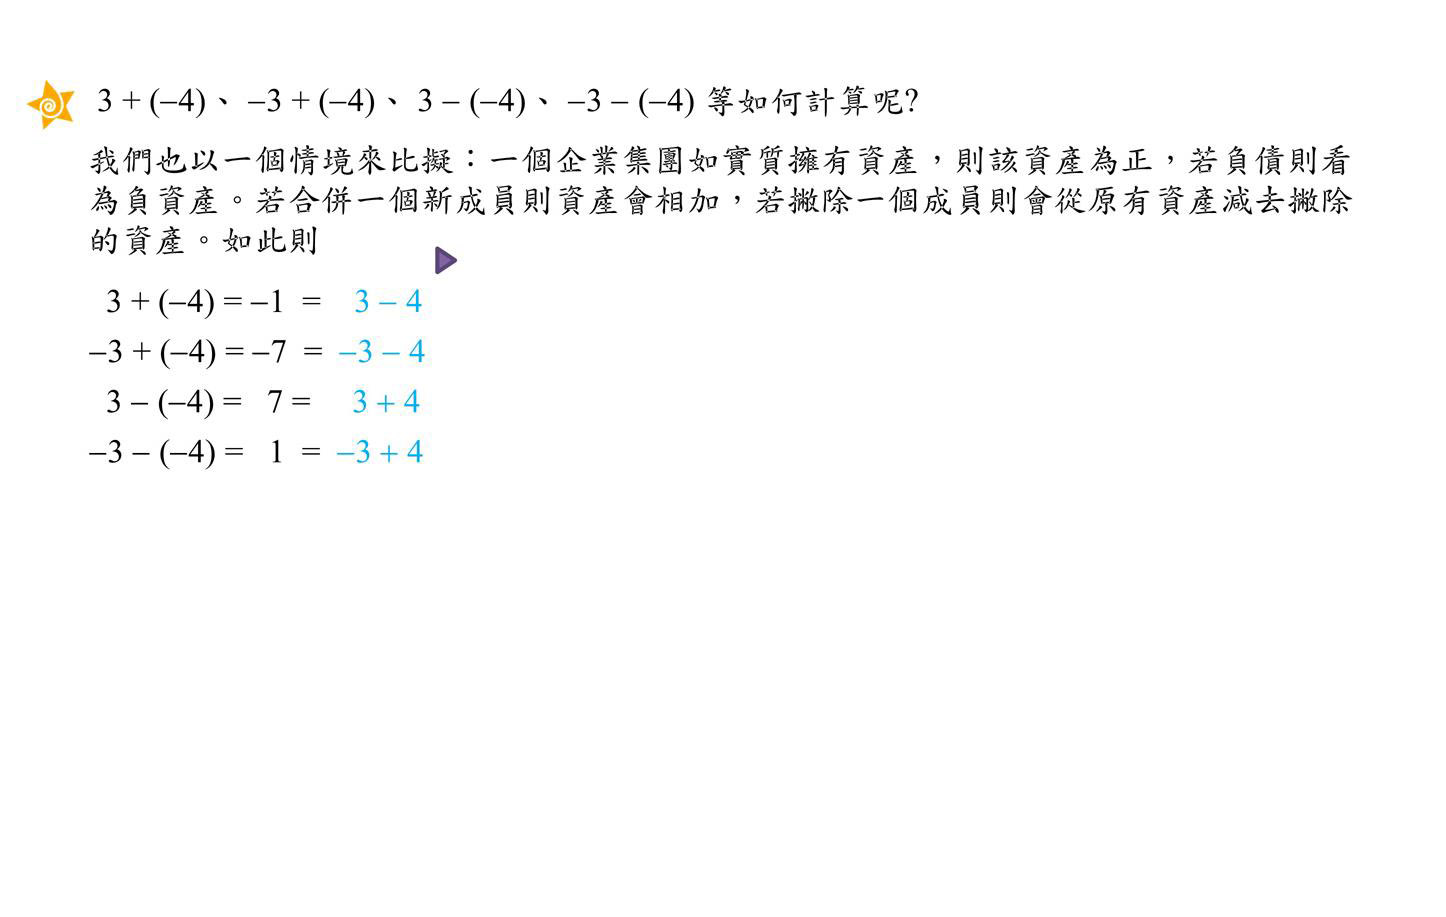 3 + (–4)、 –3 + (–4)、 3 – (–4)、 –3 – (–4) 等如何計算呢?
我們也以一個情境來比擬：一個企業集團如實質擁有資產，則該資產為正，若負債則看
為負資產。若合併一個新成員則資產會相加，若撇除一個成員則會從原有資產減去撇除
的資產。如此則
3 + (–4) = –1 = 3 – 4
–3 + (–4) = –7 = –3 – 4
3 – (–4) = 7 = 3 + 4
–3 – (–4) = 1 = –3 + 4